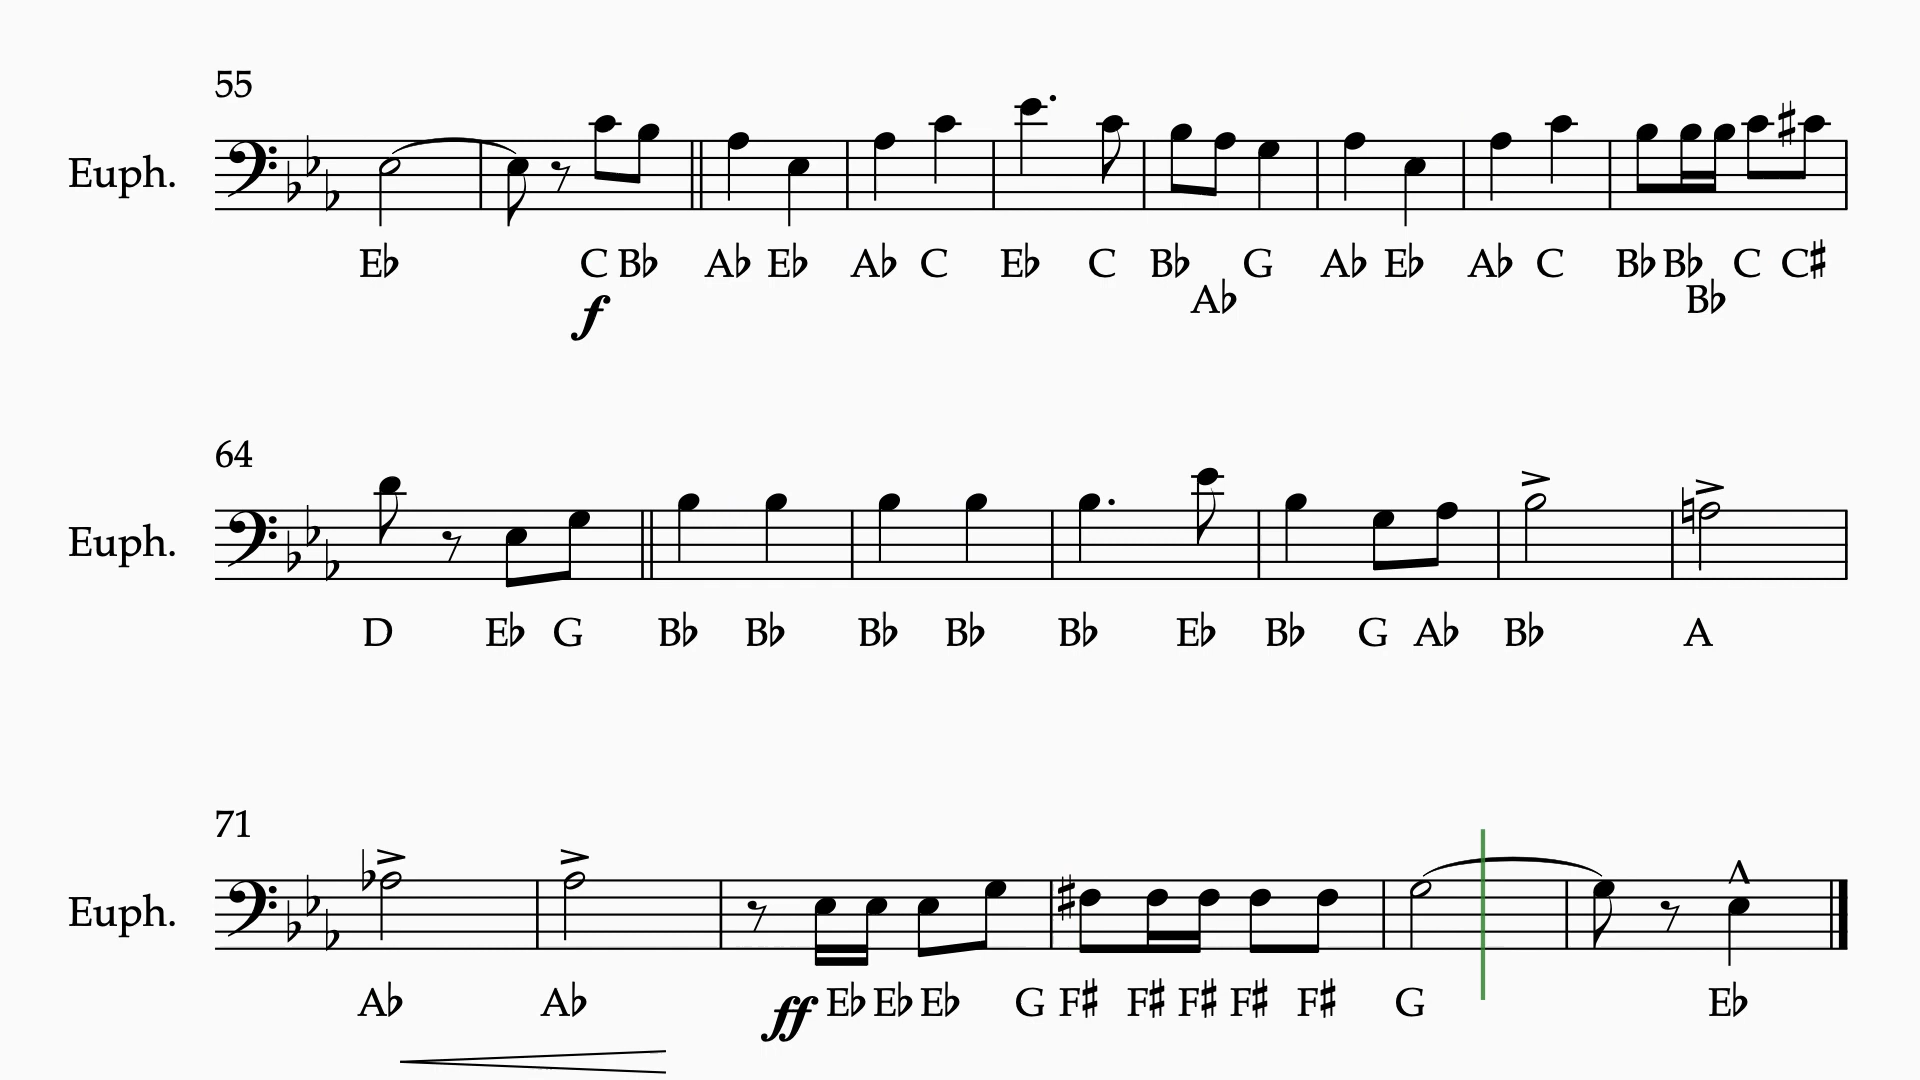 55
Euph.
E♭ C B♭ A♭ E♭ A♭ C E♭ C B♭ G A♭ E♭ A♭ C B♭ B♭ C C♯
A♭ B♭
f
64
Euph.
D E♭ G B♭ B♭ B♭ B♭ B♭ E♭ B♭ G A♭ B♭ A
71
Euph.
A♭ A♭ ff E♭ E♭ E♭ G F♯ F♯ F♯ F♯ F♯ G E♭